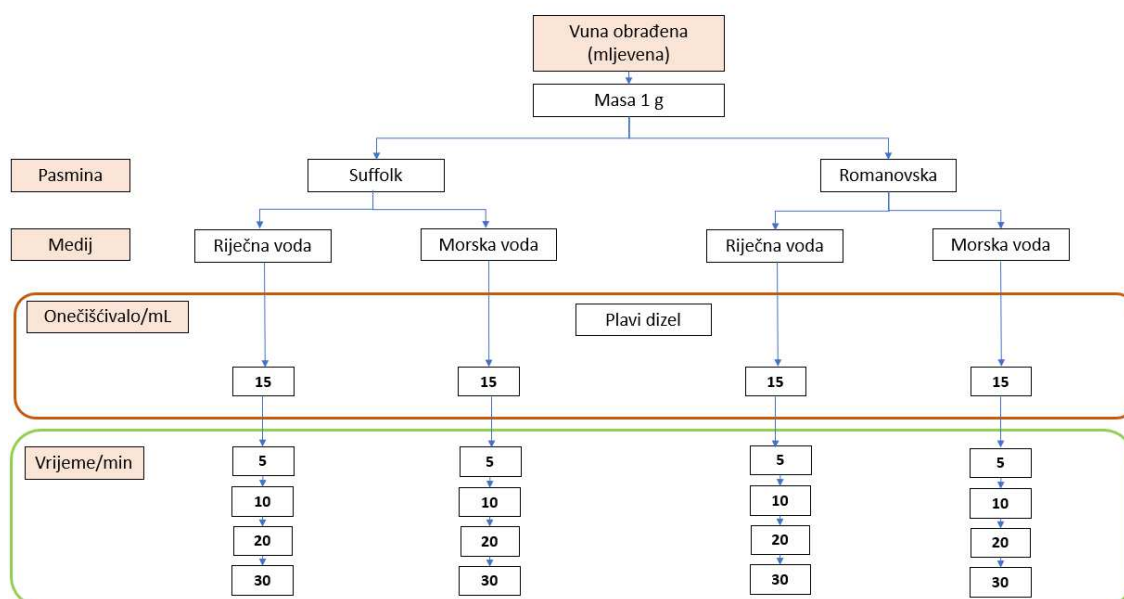 Vuna obrađena
(mljevena)
Masa 1 g
Pasmina
Suffolk
Romanovska
Medij
Riječna voda
Morska voda
Riječna voda
Morska voda
Onečišćivalo/mL
Plavi dizel
15
15
15
15
Vrijeme/min
5
5
5
5
10
10
10
10
20
20
20
20
30
30
30
30